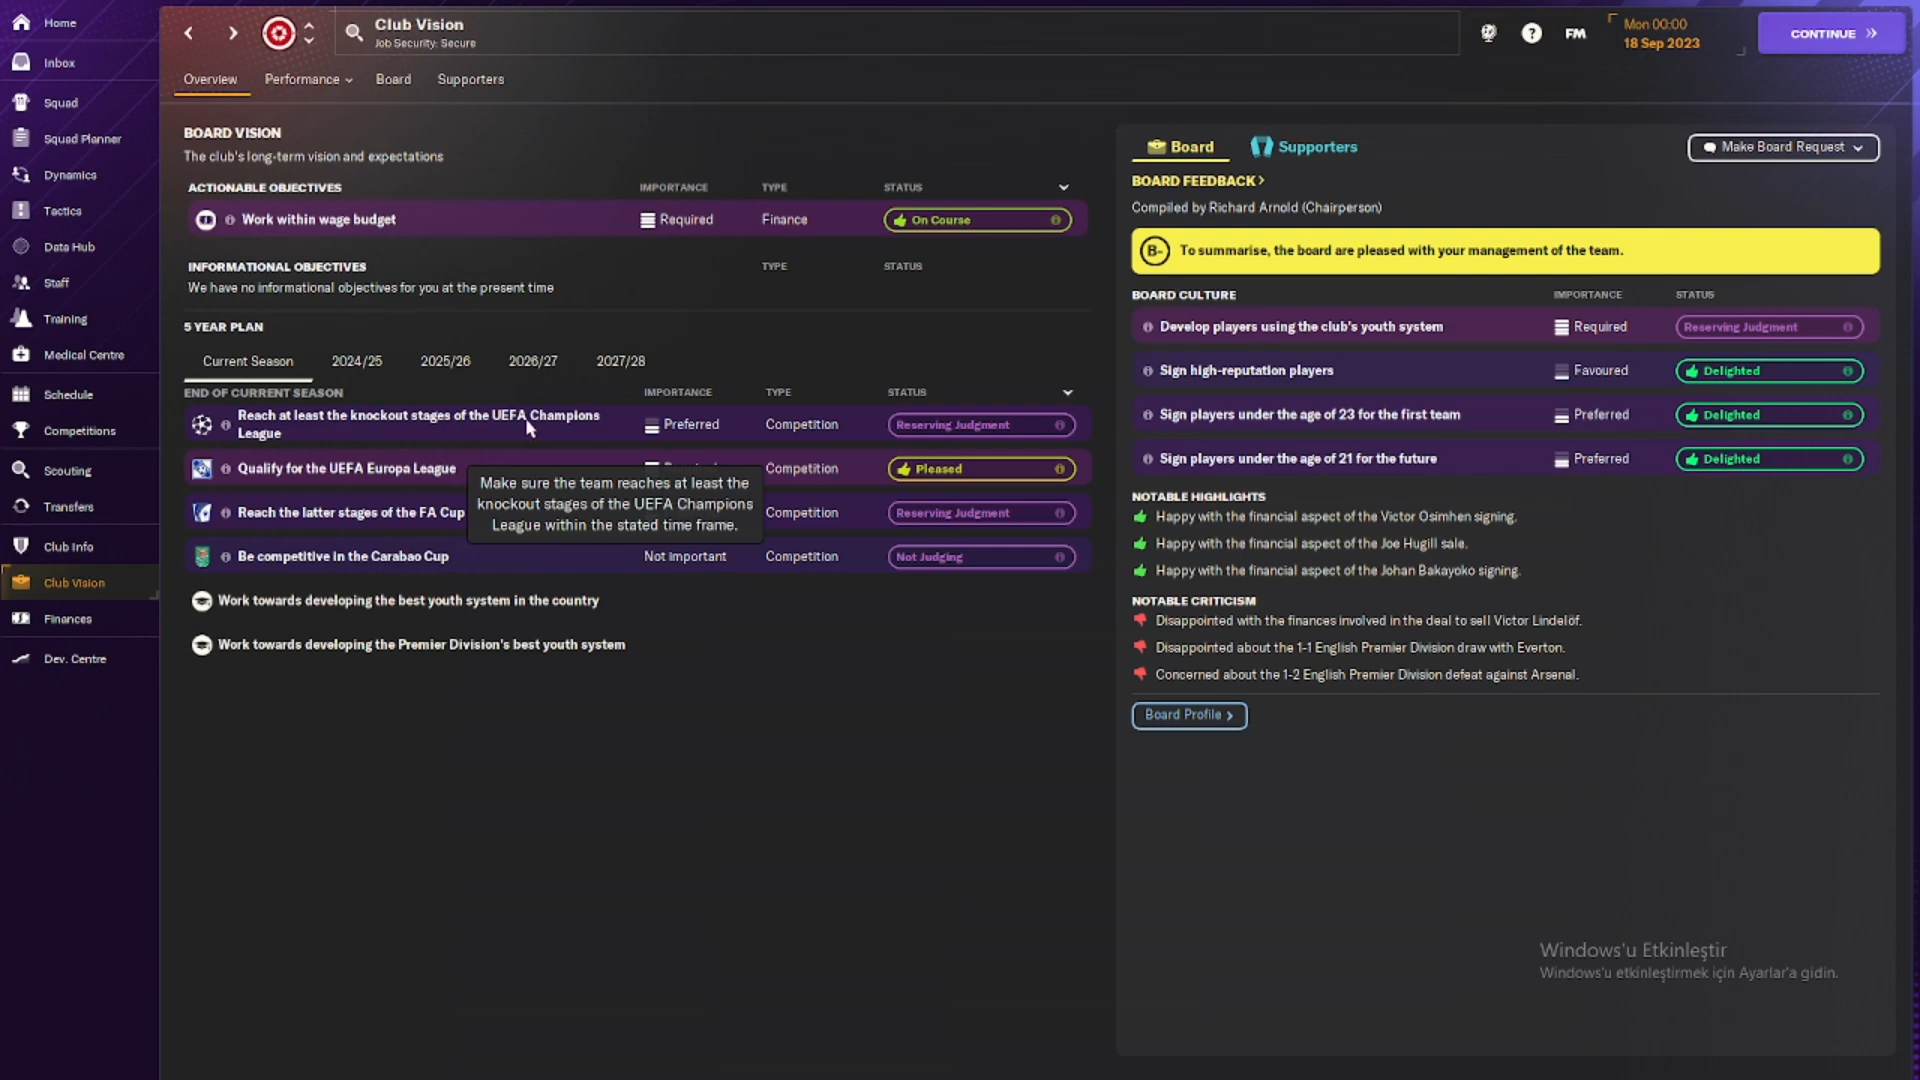 Home
Inbox
Squad
Squad Planner
Dynamics
Tactics
Data Hub
Staff
Training
Medical Centre
Schedule
Competitions
Scouting
Transfers
Club Info
Club Vision
Finances
Dev. Centre
Club Vision
Job Security: Secure
FM
Mon 00:00
18 Sep 2023
CONTINUE
Overview
Performance
Board
Supporters
BOARD VISION
The club's long-term vision and expectations
ACTIONABLE OBJECTIVES IMPORTANCE TYPE STATUS
Work within wage budget Required Finance On Course
INFORMATIONAL OBJECTIVES TYPE STATUS
We have no informational objectives for you at the present time
5 YEAR PLAN
Current Season 2024/25 2025/26 2026/27 2027/28
END OF CURRENT SEASON IMPORTANCE TYPE STATUS
Reach at least the knockout stages of the UEFA Champions
League
Preferred Competition Reserving Judgment
Qualify for the UEFA Europa League Competition Pleased
Make sure the team reaches at least the
knockout stages of the UEFA Champions
League within the stated time frame.
Reach the latter stages of the FA Cup Competition Reserving Judgment
Be competitive in the Carabao Cup Not Important Competition Not Judging
Work towards developing the best youth system in the country
Work towards developing the Premier Division's best youth system
Board Supporters
Make Board Request
BOARD FEEDBACK
Compiled by Richard Arnold (Chairperson)
B- To summarise, the board are pleased with your management of the team.
BOARD CULTURE IMPORTANCE STATUS
Develop players using the club's youth system Required Reserving Judgment
Sign high-reputation players Favoured Delighted
Sign players under the age of 23 for the first team Preferred Delighted
Sign players under the age of 21 for the future Preferred Delighted
NOTABLE HIGHLIGHTS
Happy with the financial aspect of the Victor Osimhen signing.
Happy with the financial aspect of the Joe Hugill sale.
Happy with the financial aspect of the Johan Bakayoko signing.
NOTABLE CRITICISM
Disappointed with the finances involved in the deal to sell Victor Lindelöf.
Disappointed about the 1-1 English Premier Division draw with Everton.
Concerned about the 1-2 English Premier Division defeat against Arsenal.
Board Profile
Windows'u Etkinleştir
Windows'u etkinleştirmek için Ayarlar'a gidin.